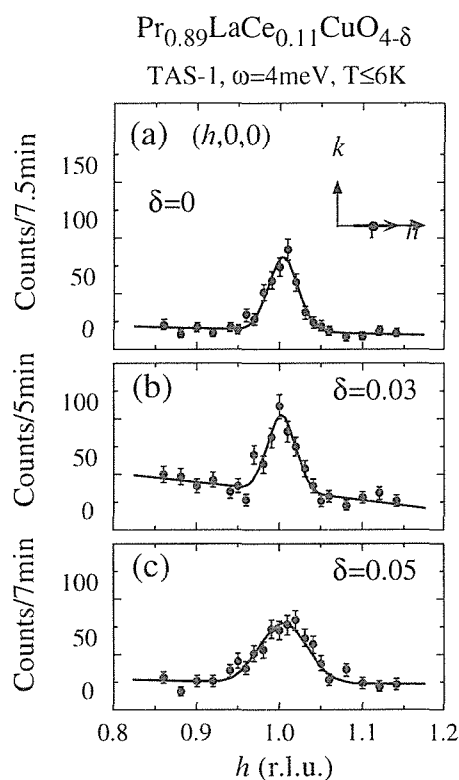 Pr0.89LaCe0.11CuO4-δ
TAS-1, ω=4meV, T≤6K
(a)
(h,0,0)
k
h
δ=0
150
100
50
0
Counts/7.5min
(b)
δ=0.03
100
50
0
Counts/5min
(c)
δ=0.05
100
50
0
Counts/7min
0.8
0.9
1.0
1.1
1.2
h (r.l.u.)